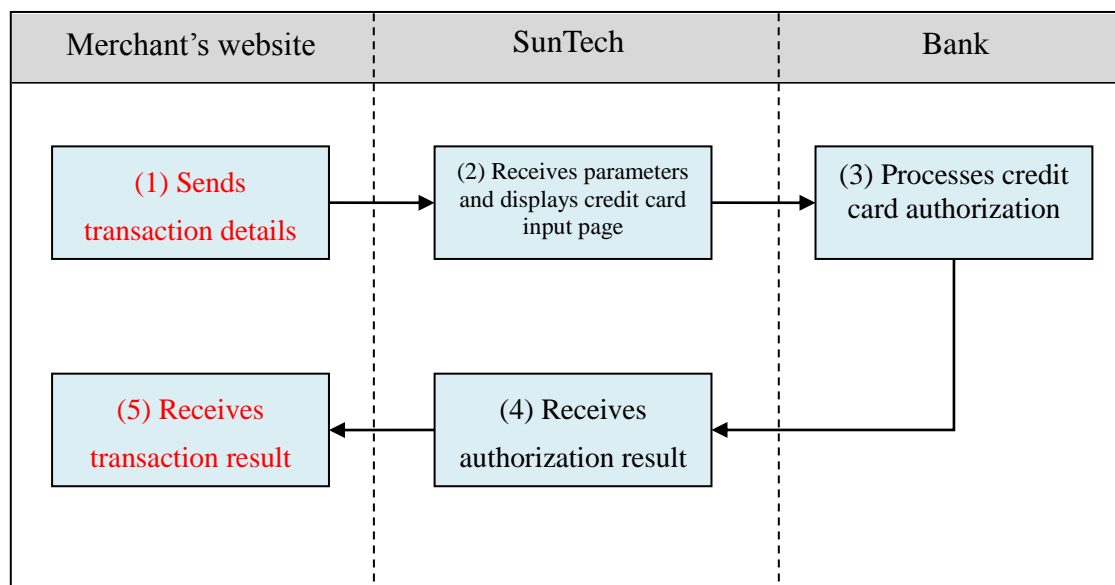 Merchant’s website
SunTech
Bank
(1) Sends
transaction details
(2) Receives parameters
and displays credit card
input page
(3) Processes credit
card authorization
(5) Receives
transaction result
(4) Receives
authorization result